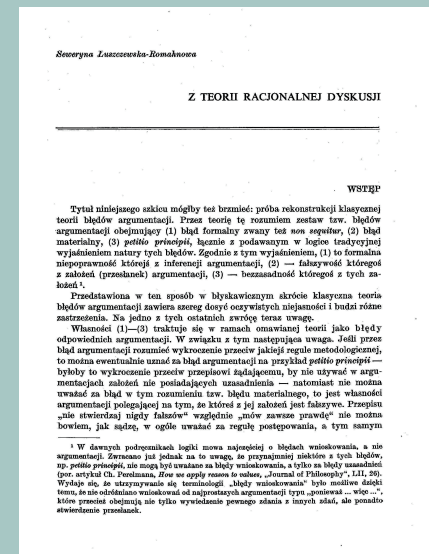 Seweryna Łuszczewska-Romahnowa
Z TEORII RACJONALNEJ DYSKUSJI
WSTĘP
Tytuł niniejszego szkicu mógłby też brzmieć: próba rekonstrukcji klasycznej
teorii błędów argumentacji. Przez teorię tę rozumiem zestaw tzw. błędów
argumentacji obejmujący (1) błąd formalny zwany też non sequitur, (2) błąd
materialny, (3) petitio principii, łącznie z podawanym w logice tradycyjnej
wyjaśnieniem natury tych błędów. Zgodnie z tym wyjaśnieniem, (1) to formalna
niepoprawność którejś z inferencji argumentacji, (2) — fałszywość któregoś
z założeń (przesłanek) argumentacji, (3) — bezzasadność któregoś z tych za-
łożeń ¹.
Przedstawiona w ten sposób w błyskawicznym skrócie klasyczna teoria
błędów argumentacji zawiera szereg dosyć oczywistych niejasności i budzi różne
zastrzeżenia. Na jedno z tych ostatnich zwrócę teraz uwagę.
Własności (1)—(3) traktuje się w ramach omawianej teorii jako błędy
odpowiednich argumentacji. W związku z tym następująca uwaga. Jeśli przez
błąd argumentacji rozumieć wykroczenie przeciw jakiejś regule metodologicznej,
to można ewentualnie uznać za błąd argumentacji na przykład petitio principii —
byłoby to wykroczenie przeciw przepisowi żądającemu, by nie używać w argu-
mentacjach założeń nie posiadających uzasadnienia — natomiast nie można
uważać za błąd w tym rozumieniu tzw. błędu materialnego, to jest własności
argumentacji polegającej na tym, że któreś z jej założeń jest fałszywe. Przepisu
„nie stwierdzaj nigdy fałszów” względnie „mów zawsze prawdę” nie można
bowiem, jak sądzę, w ogóle uważać za regułę postępowania, a tym samym
¹ W dawnych podręcznikach logiki mowa najczęściej o błędach wnioskowania, a nie
argumentacji. Zwracano już jednak na to uwagę, że przynajmniej niektóre z tych błędów,
np. petitio principii, nie mogą być uważane za błędy wnioskowania, a tylko za błędy uzasadnień
(por. artykuł Ch. Perelmana, How we apply reason to values, „Journal of Philosophy”, LII, 26).
Wydaje się, że utrzymywanie się terminologii „błędy wnioskowania” było możliwe dzięki
temu, że nie odróżniano wnioskowań od najprostszych argumentacji typu „ponieważ ... więc ...”,
które przecież obejmują nie tylko wywiedzenie pewnego zdania z innych zdań, ale ponadto
stwierdzenie przesłanek.